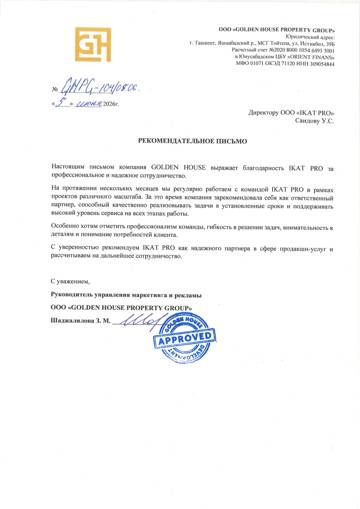 GH
ООО «GOLDEN HOUSE PROPERTY GROUP»
Юридический адрес:
г. Ташкент, Яшнабадский р., МСГ Тойтепа, ул. Истикбол, 39Б
Расчетный счет №2020 8000 1054 6493 5001
в Юнусабадском ЦБУ «ORIENT FINANS»
МФО 01071 ОКЭД 71120 ИНН 309054844
№ GHPG-
«5» июня 2026г.
Директору ООО «IKAT PRO»
Саидову У.С.
РЕКОМЕНДАТЕЛЬНОЕ ПИСЬМО
Настоящим письмом компания GOLDEN HOUSE выражает благодарность IKAT PRO за
профессиональное и надежное сотрудничество.
На протяжении нескольких месяцев мы регулярно работаем с командой IKAT PRO в рамках
проектов различного масштаба. За это время компания зарекомендовала себя как ответственный
партнер, способный качественно реализовывать задачи в установленные сроки и поддерживать
высокий уровень сервиса на всех этапах работы.
Особенно хотим отметить профессионализм команды, гибкость в решении задач, внимательность к
деталям и понимание потребностей клиента.
С уверенностью рекомендуем IKAT PRO как надежного партнера в сфере продакшн-услуг и
рассчитываем на дальнейшее сотрудничество.
С уважением,
Руководитель управления маркетинга и рекламы
ООО «GOLDEN HOUSE PROPERTY GROUP»
Шаджалилова З. М.
GOLDEN HOUSE
APPROVED